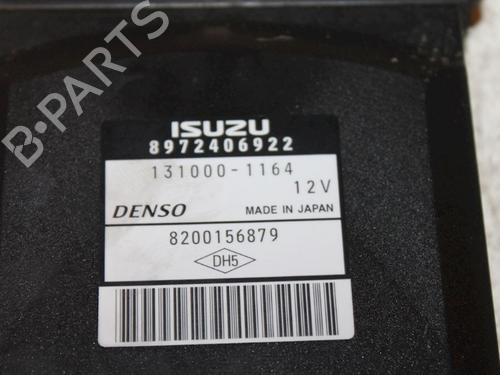 B-PARTS
ISUZU
8972406922
131000-1164
12V
DENSO MADE IN JAPAN
8200156879
DH5